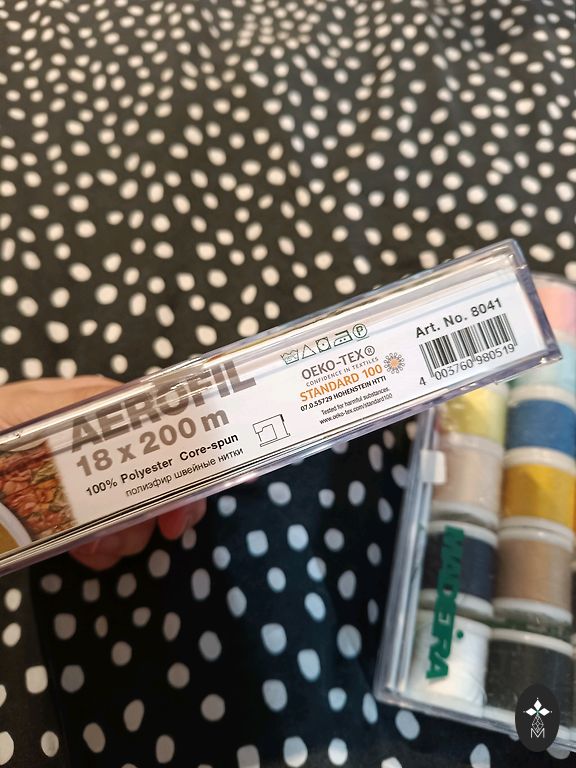 AEROFIL
18 x 200 m
100% Polyester Core-spun
полиэфир швейные нитки
P
OEKO-TEX®
CONFIDENCE IN TEXTILES
STANDARD 100
07.0.55729 HOHENSTEIN HTTI
Tested for harmful substances.
www.oeko-tex.com/standard100
Art. No. 8041
4 003760 980519
MADEIRA
M